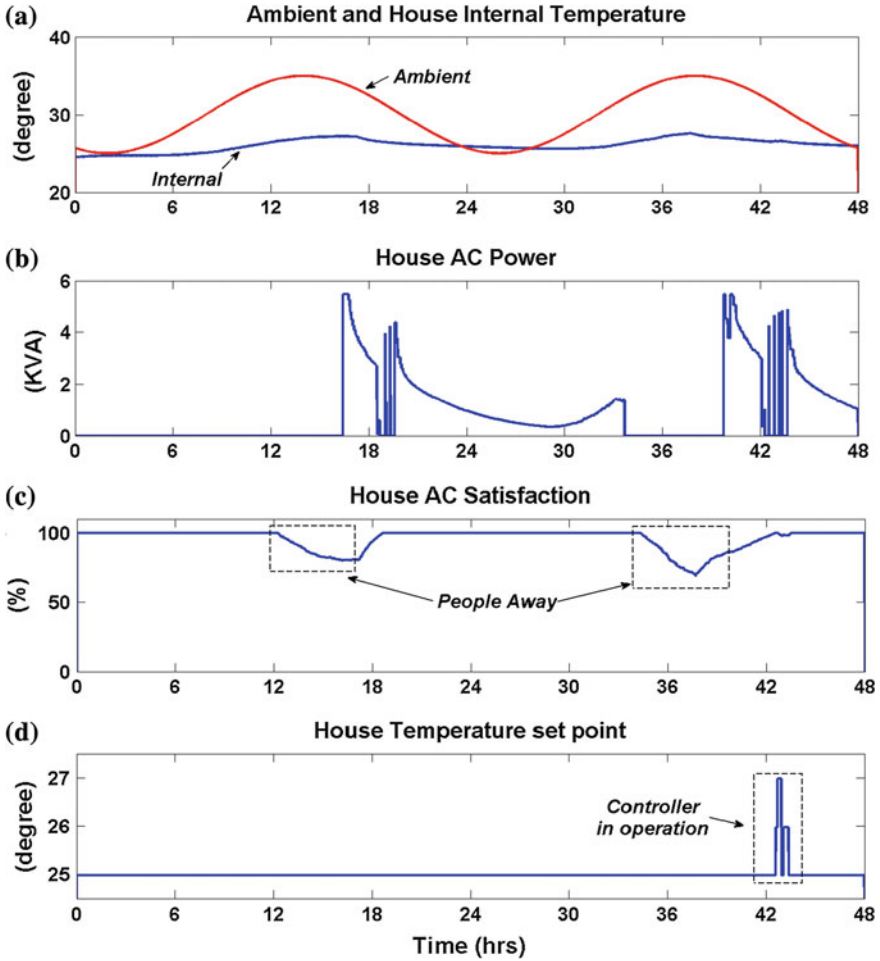 (a) Ambient and House Internal Temperature
40
30
20
(degree)
Ambient
Internal
0 6 12 18 24 30 36 42 48
(b) House AC Power
6
4
2
0
(KVA)
0 6 12 18 24 30 36 42 48
(c) House AC Satisfaction
100
50
0
(%)
People Away
0 6 12 18 24 30 36 42 48
(d) House Temperature set point
27
26
25
(degree)
Controller
in operation
0 6 12 18 24 30 36 42 48
Time (hrs)